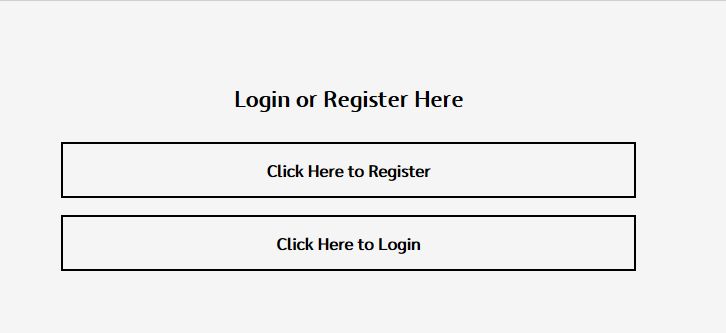 Login or Register Here
Click Here to Register
Click Here to Login